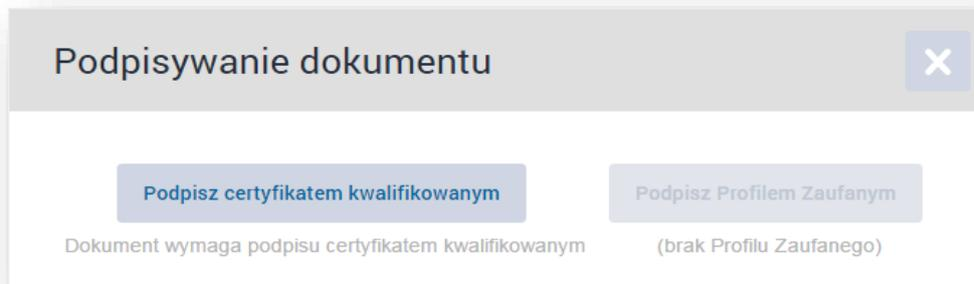 Podpisywanie dokumentu
Podpisz certyfikatem kwalifikowanym
Podpisz Profilem Zaufanym
Dokument wymaga podpisu certyfikatem kwalifikowanym
(brak Profilu Zaufanego)